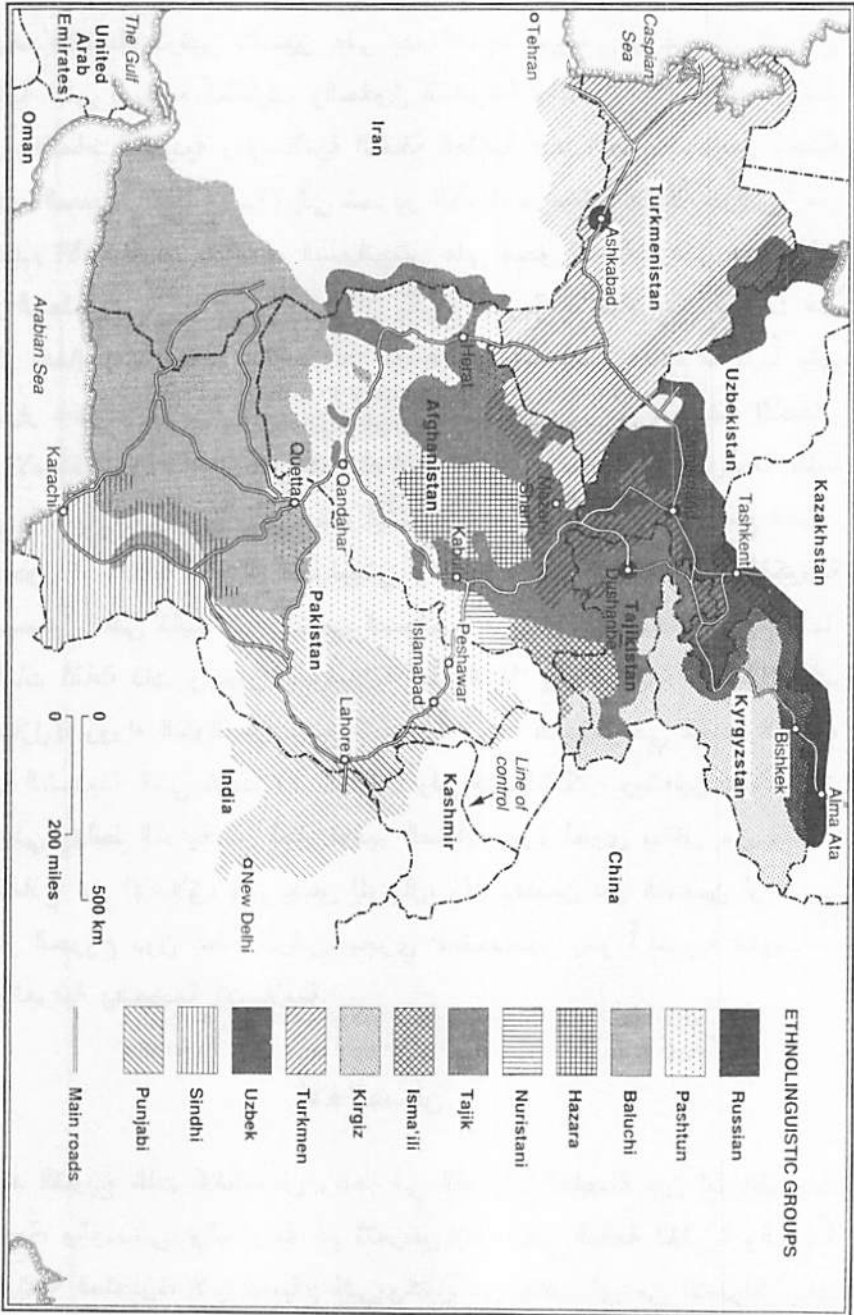 Caspian
Sea
Tehran
Kazakhstan
Uzbekistan
Turkmenistan
Ashkabad
Samarkand
Tashkent
Alma Ata
Bishkek
Kyrgyzstan
Tajikistan
Dushanbe
Iran
Herat
Afghanistan
Mazar
Kabul
Qandahar
Quetta
Peshawar
Islamabad
Pakistan
Lahore
Line of
control
Kashmir
China
India
New Delhi
The Gulf
United
Arab
Emirates
Oman
Arabian Sea
Karachi
0
200 miles
0
500 km
ETHNOLINGUISTIC GROUPS
Russian
Pashtun
Baluchi
Hazara
Nuristani
Tajik
Isma'ili
Kirgiz
Turkmen
Uzbek
Sindhi
Punjabi
Main roads